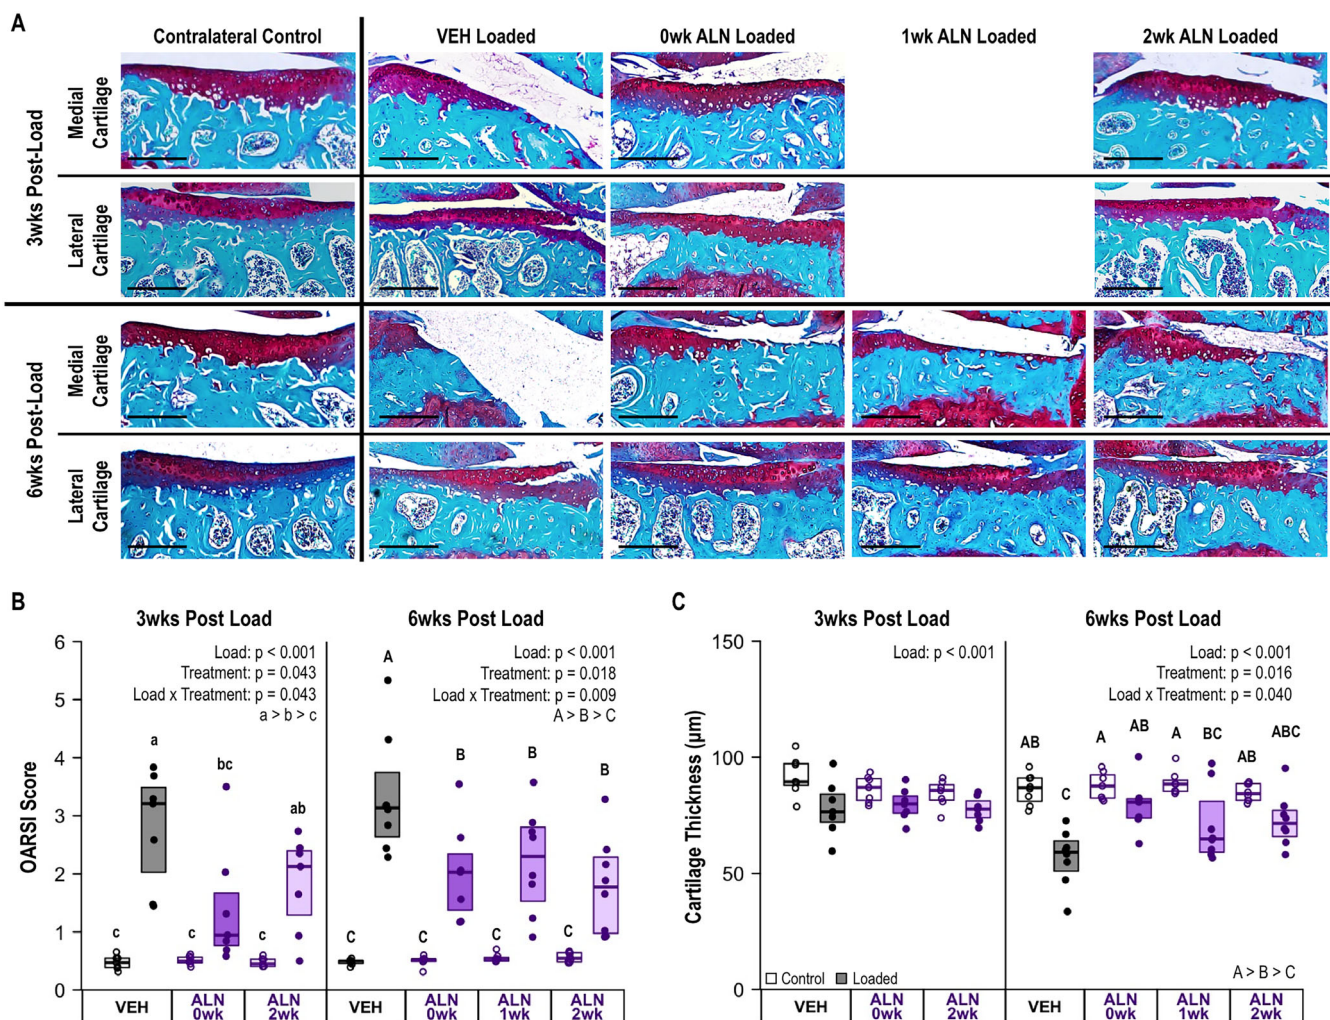 A
Contralateral Control
VEH Loaded
0wk ALN Loaded
1wk ALN Loaded
2wk ALN Loaded
3wks Post-Load
Medial
Cartilage
Lateral
Cartilage
6wks Post-Load
Medial
Cartilage
Lateral
Cartilage
B
3wks Post Load
6wks Post Load
OARSI Score
6
5
4
3
2
1
0
Load: p < 0.001
Treatment: p = 0.043
Load x Treatment: p = 0.043
a > b > c
Load: p < 0.001
Treatment: p = 0.018
Load x Treatment: p = 0.009
A > B > C
c
a
c
bc
c
ab
C
A
C
B
C
B
C
B
VEH
ALN
0wk
ALN
2wk
VEH
ALN
0wk
ALN
1wk
ALN
2wk
C
3wks Post Load
6wks Post Load
Cartilage Thickness (µm)
150
100
50
0
Load: p < 0.001
Load: p < 0.001
Treatment: p = 0.016
Load x Treatment: p = 0.040
AB
C
A
AB
A
BC
AB
ABC
Control
Loaded
A > B > C
VEH
ALN
0wk
ALN
2wk
VEH
ALN
0wk
ALN
1wk
ALN
2wk